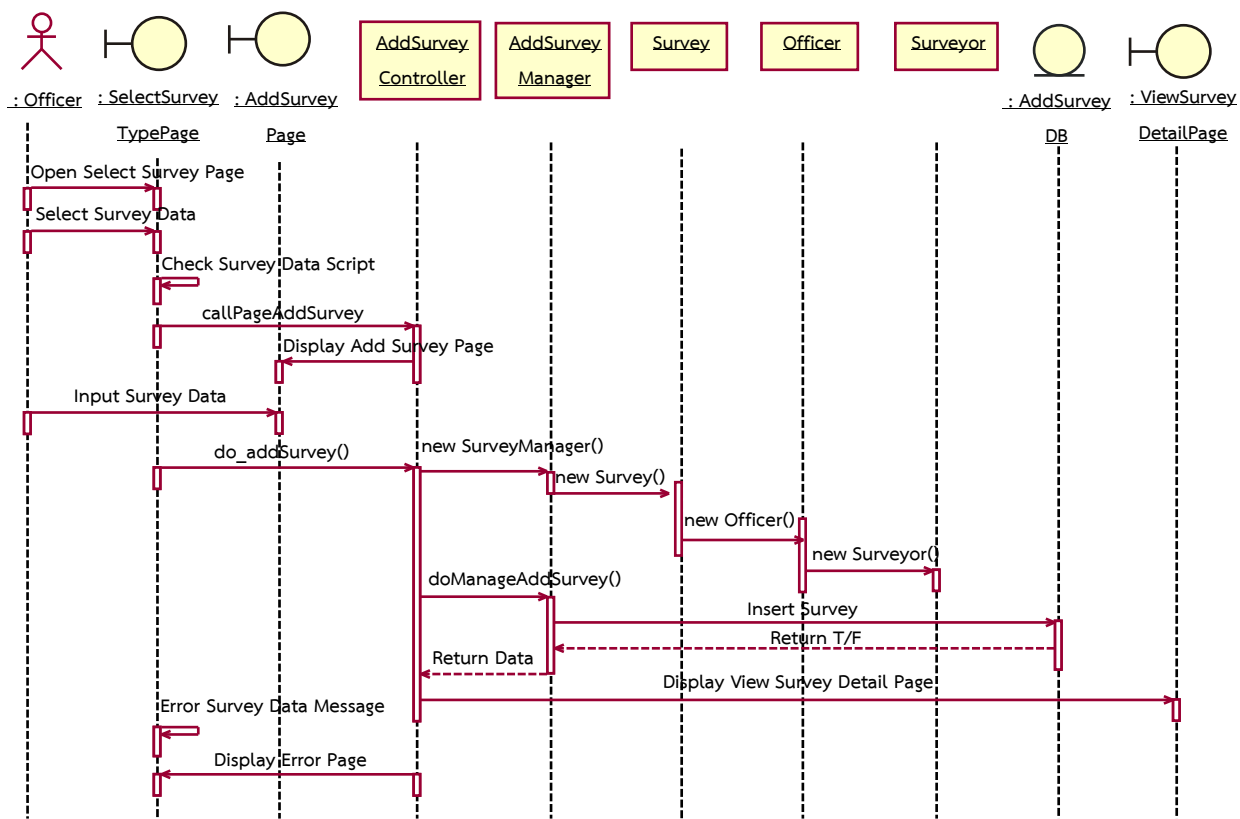 AddSurvey
Controller
AddSurvey
Manager
Survey
Officer
Surveyor
: Officer
: SelectSurvey
TypePage
: AddSurvey
Page
: AddSurvey
DB
: ViewSurvey
DetailPage
Open Select Survey Page
Select Survey Data
Check Survey Data Script
callPageAddSurvey
Display Add Survey Page
Input Survey Data
do_addSurvey()
new SurveyManager()
new Survey()
new Officer()
new Surveyor()
doManageAddSurvey()
Insert Survey
Return T/F
Return Data
Display View Survey Detail Page
Error Survey Data Message
Display Error Page